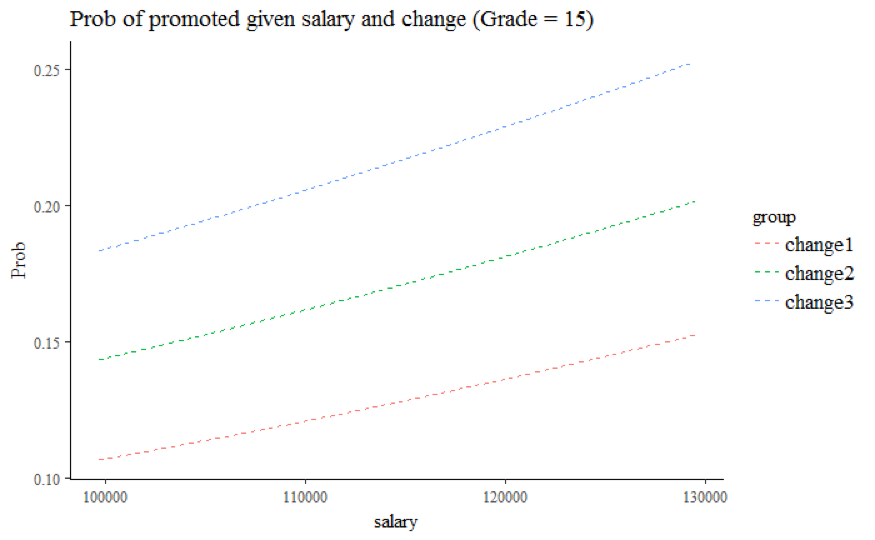 Prob of promoted given salary and change (Grade = 15)
0.25
0.20
0.15
0.10
Prob
100000 110000 120000 130000
salary
group
change1
change2
change3